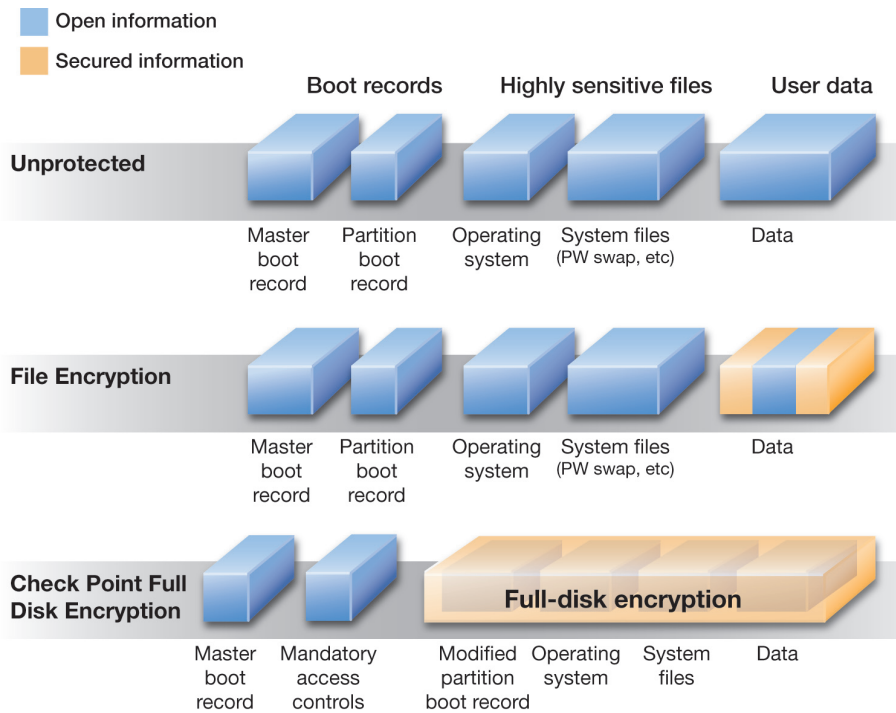 Open information
Secured information
Boot records
Highly sensitive files
User data
Unprotected
Master
boot
record
Partition
boot
record
Operating
system
System files
(PW swap, etc)
Data
File Encryption
Master
boot
record
Partition
boot
record
Operating
system
System files
(PW swap, etc)
Data
Check Point Full
Disk Encryption
Full-disk encryption
Master
boot
record
Mandatory
access
controls
Modified
partition
boot record
Operating
system
System
files
Data